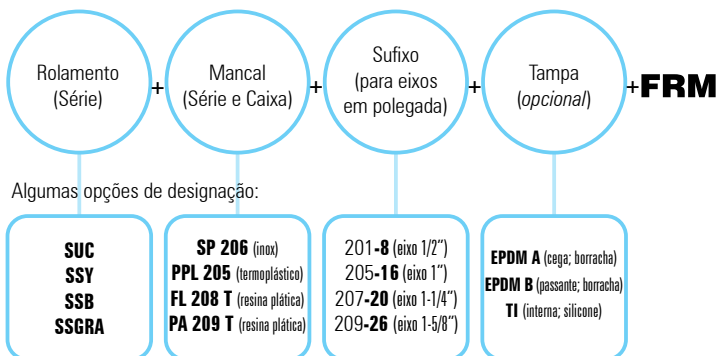 Rolamento
(Série)
+
Mancal
(Série e Caixa)
+
Sufixo
(para eixos
em polegada)
+
Tampa
(opcional)
+FRM
Algumas opções de designação:
SUC
SSY
SSB
SSGRA
SP 206 (inox)
PPL 205 (termoplástico)
FL 208 T (resina plática)
PA 209 T (resina plática)
201-8 (eixo 1/2”)
205-16 (eixo 1”)
207-20 (eixo 1-1/4”)
209-26 (eixo 1-5/8”)
EPDM A (cega; borracha)
EPDM B (passante; borracha)
TI (interna; silicone)